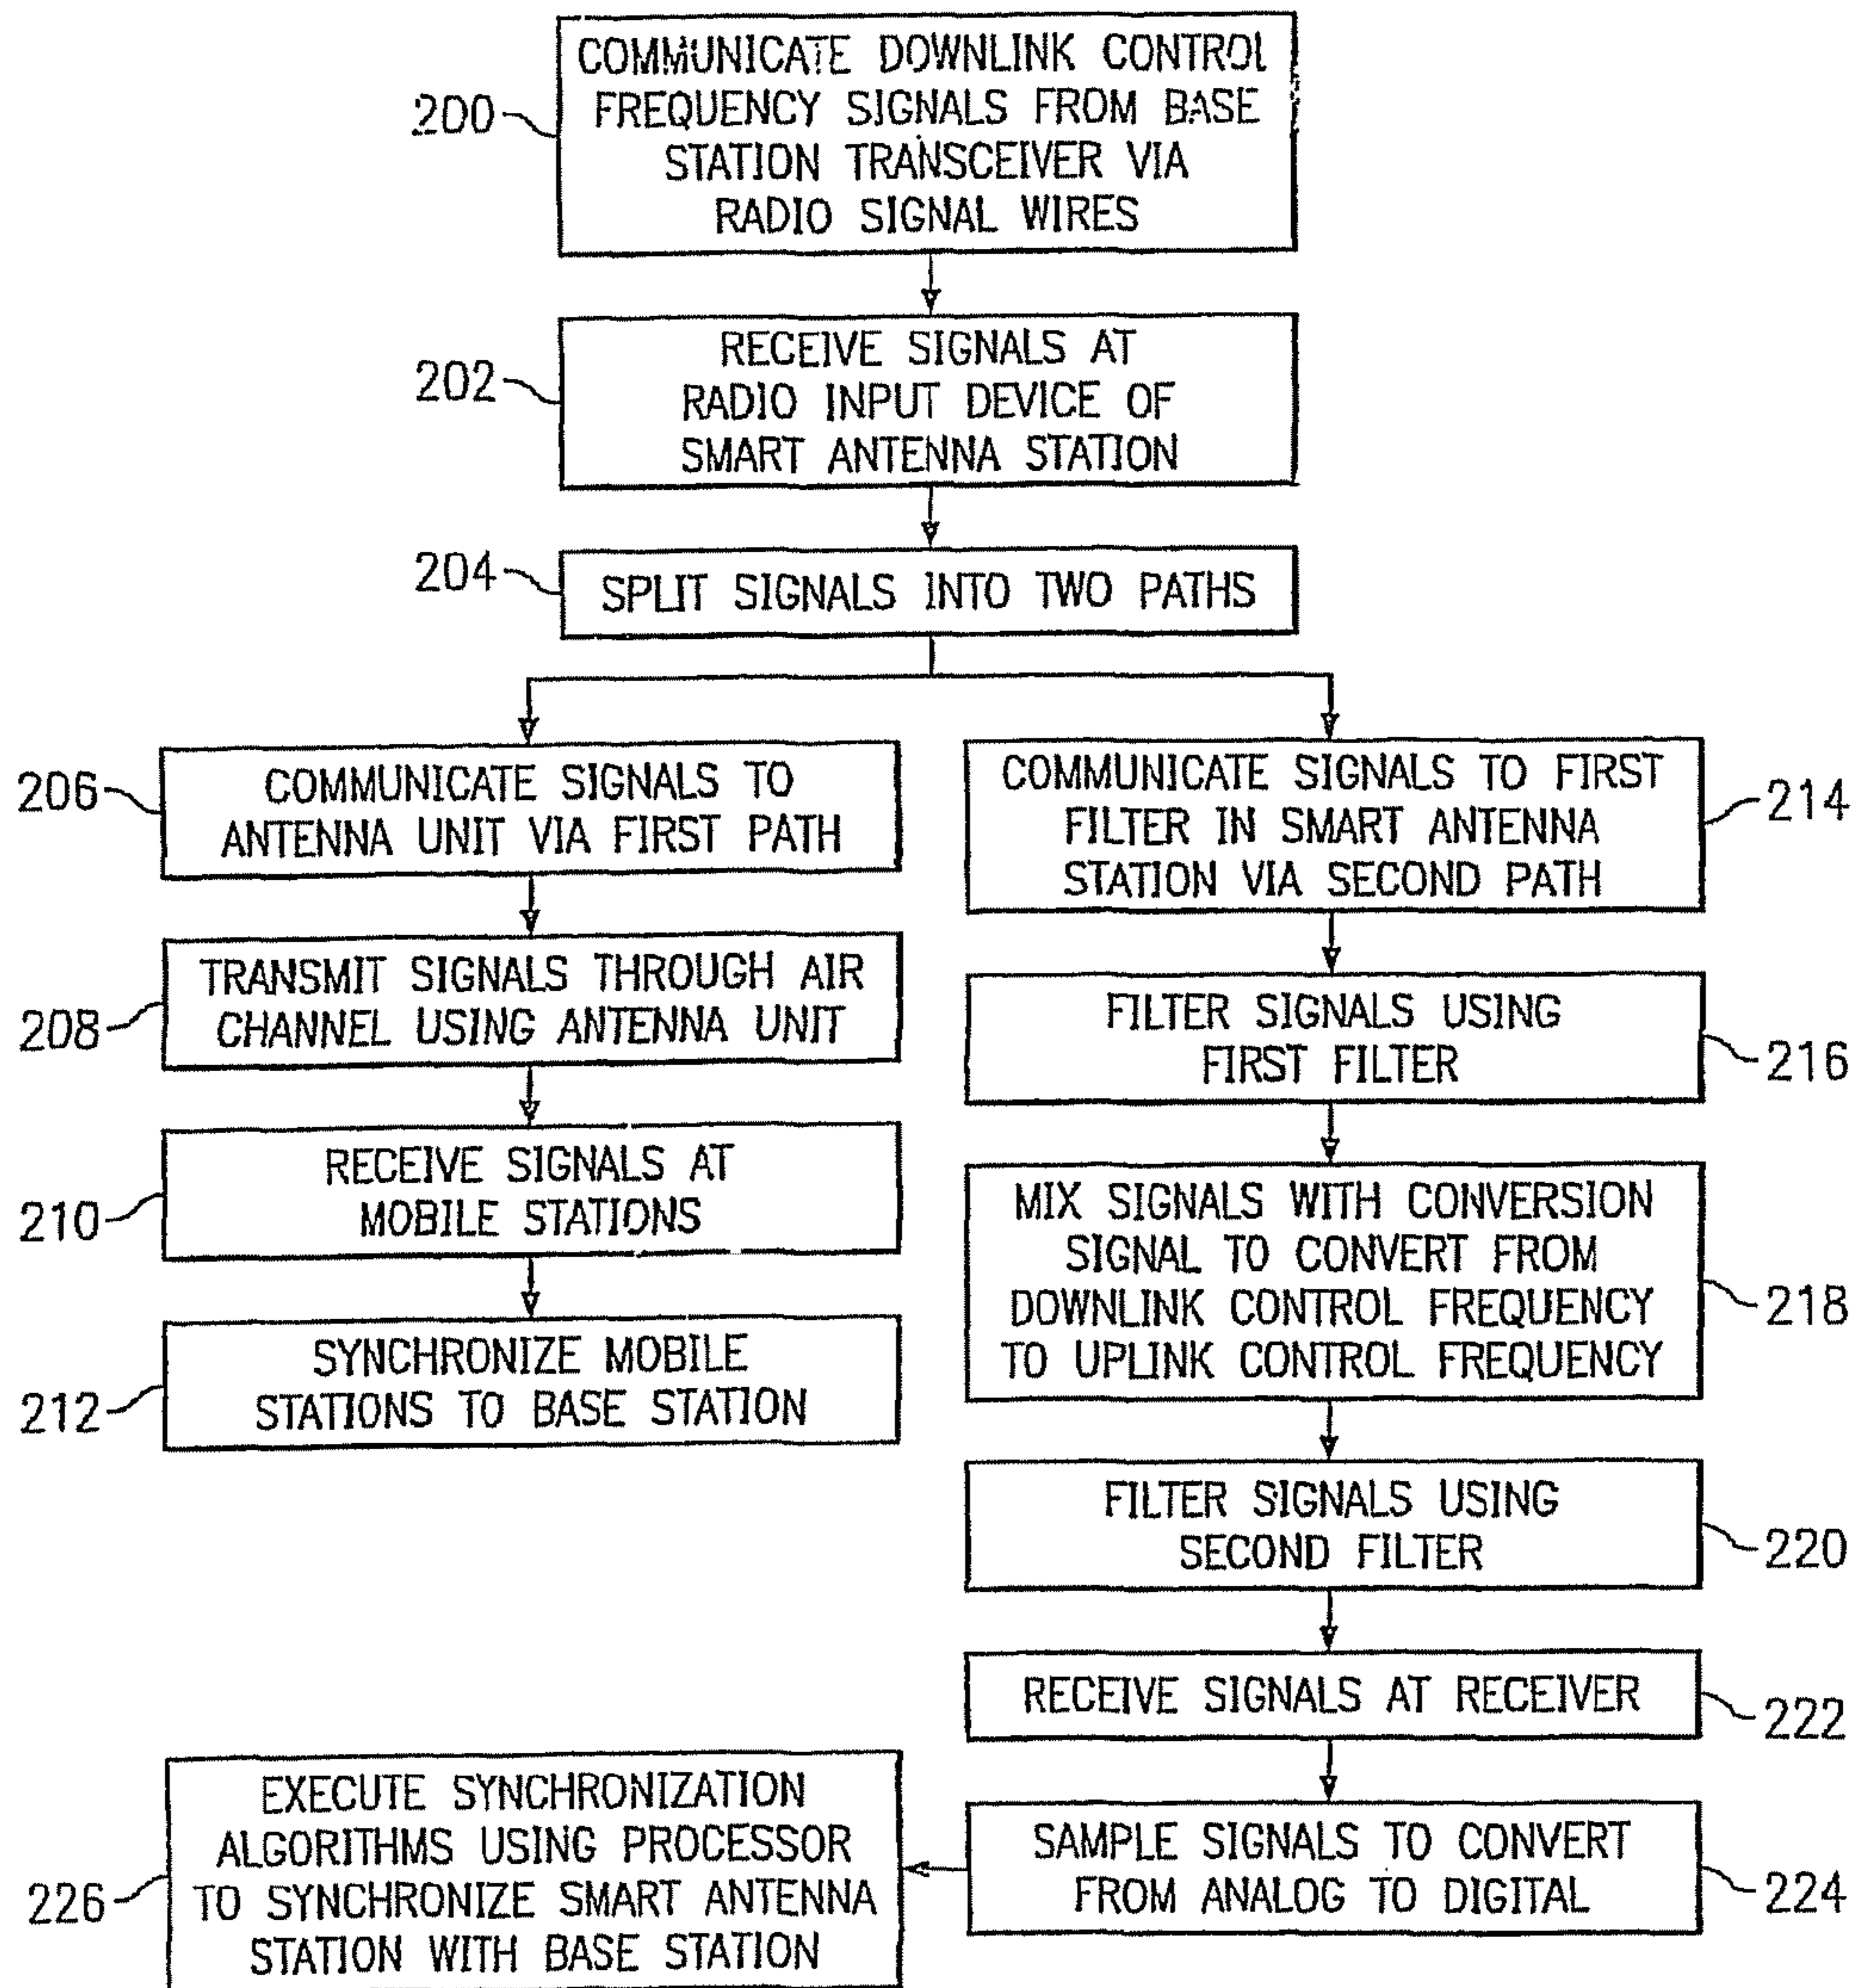 200
COMMUNICATE DOWNLINK CONTROL
FREQUENCY SIGNALS FROM BASE
STATION TRANSCEIVER VIA
RADIO SIGNAL WIRES
202
RECEIVE SIGNALS AT
RADIO INPUT DEVICE OF
SMART ANTENNA STATION
204
SPLIT SIGNALS INTO TWO PATHS
206
COMMUNICATE SIGNALS TO
ANTENNA UNIT VIA FIRST PATH
208
TRANSMIT SIGNALS THROUGH AIR
CHANNEL USING ANTENNA UNIT
210
RECEIVE SIGNALS AT
MOBILE STATIONS
212
SYNCHRONIZE MOBILE
STATIONS TO BASE STATION
COMMUNICATE SIGNALS TO FIRST
FILTER IN SMART ANTENNA
STATION VIA SECOND PATH
214
FILTER SIGNALS USING
FIRST FILTER
216
MIX SIGNALS WITH CONVERSION
SIGNAL TO CONVERT FROM
DOWNLINK CONTROL FREQUENCY
TO UPLINK CONTROL FREQUENCY
218
FILTER SIGNALS USING
SECOND FILTER
220
RECEIVE SIGNALS AT RECEIVER
222
SAMPLE SIGNALS TO CONVERT
FROM ANALOG TO DIGITAL
224
226
EXECUTE SYNCHRONIZATION
ALGORITHMS USING PROCESSOR
TO SYNCHRONIZE SMART ANTENNA
STATION WITH BASE STATION